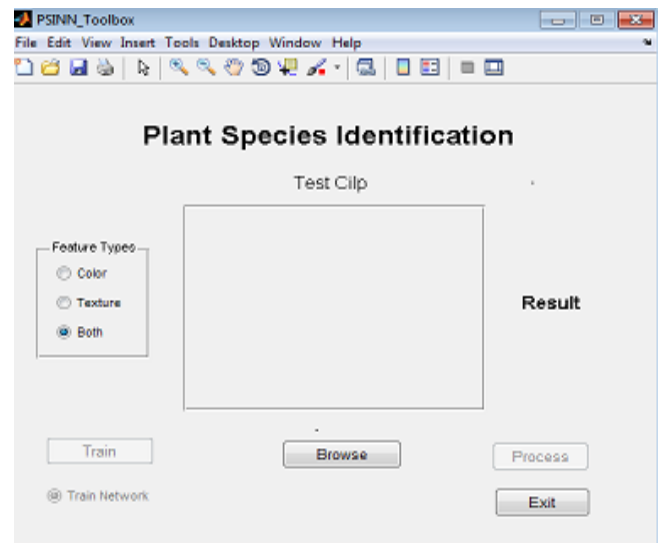 PSINN_Toolbox
File Edit View Insert Tools Desktop Window Help
Plant Species Identification
Test Cilp
Feature Types
Color
Texture
Both
Result
Train
Browse
Process
Train Network
Exit